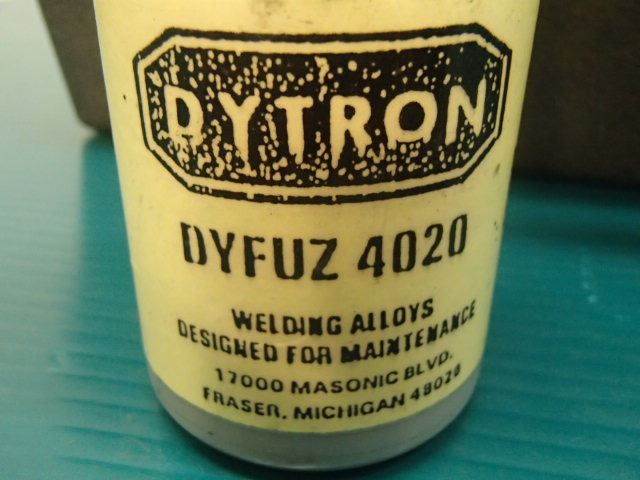 DYTRON
DYFUZ 4020
WELDING ALLOYS
DESIGNED FOR MAINTENANCE
17000 MASONIC BLVD.
FRASER, MICHIGAN 48026